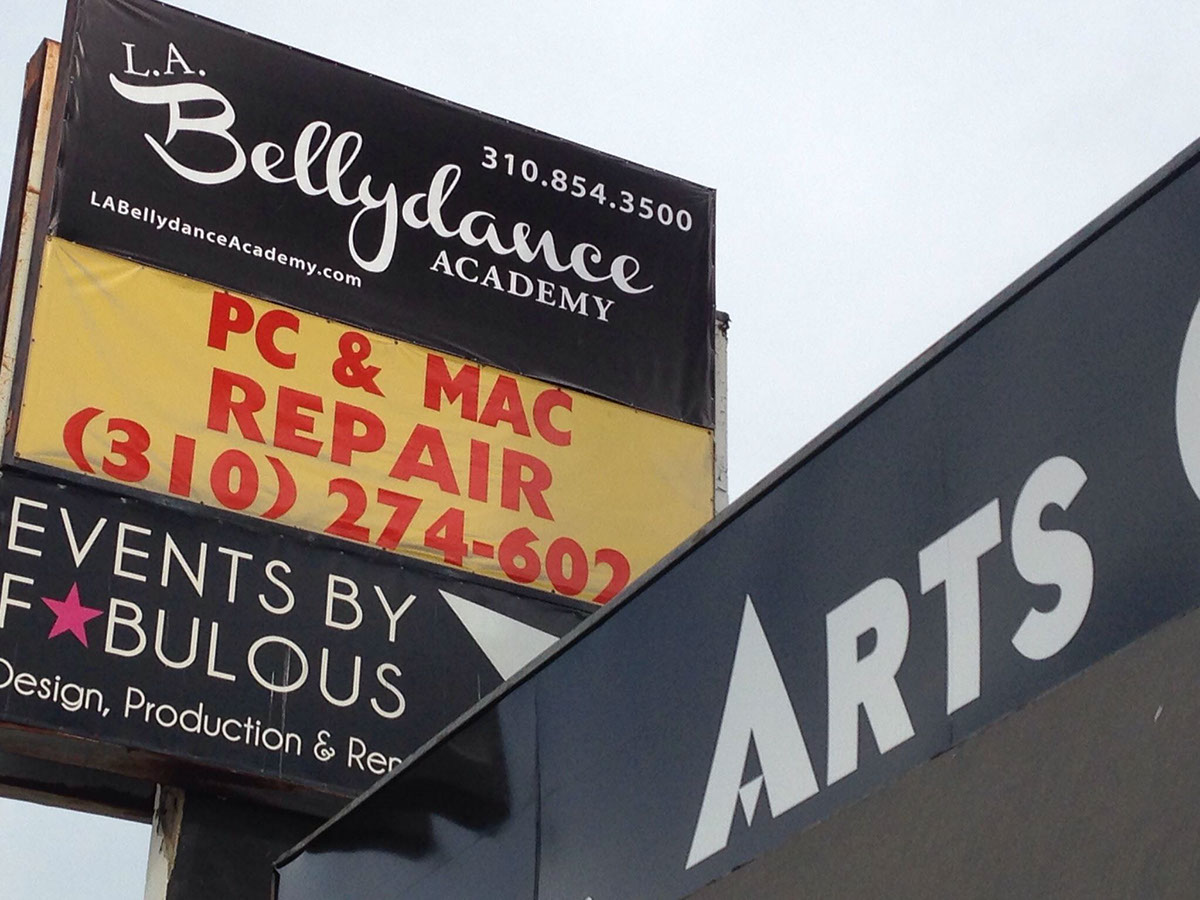 L.A.
Bellydance
310.854.3500
ACADEMY
LABellydanceAcademy.com
PC & MAC
REPAIR
(310) 274-602
EVENTS BY
F★BULOUS
Design, Production & Ren
ARTS